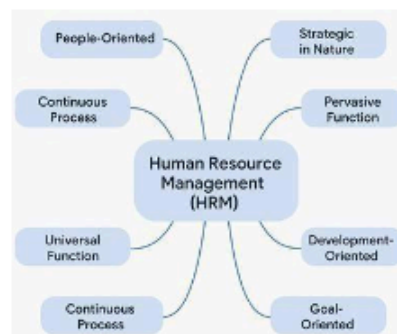 People-Oriented
Strategic
in Nature
Continuous
Process
Pervasive
Function
Human Resource
Management
(HRM)
Universal
Function
Development-
Oriented
Continuous
Process
Goal-
Oriented